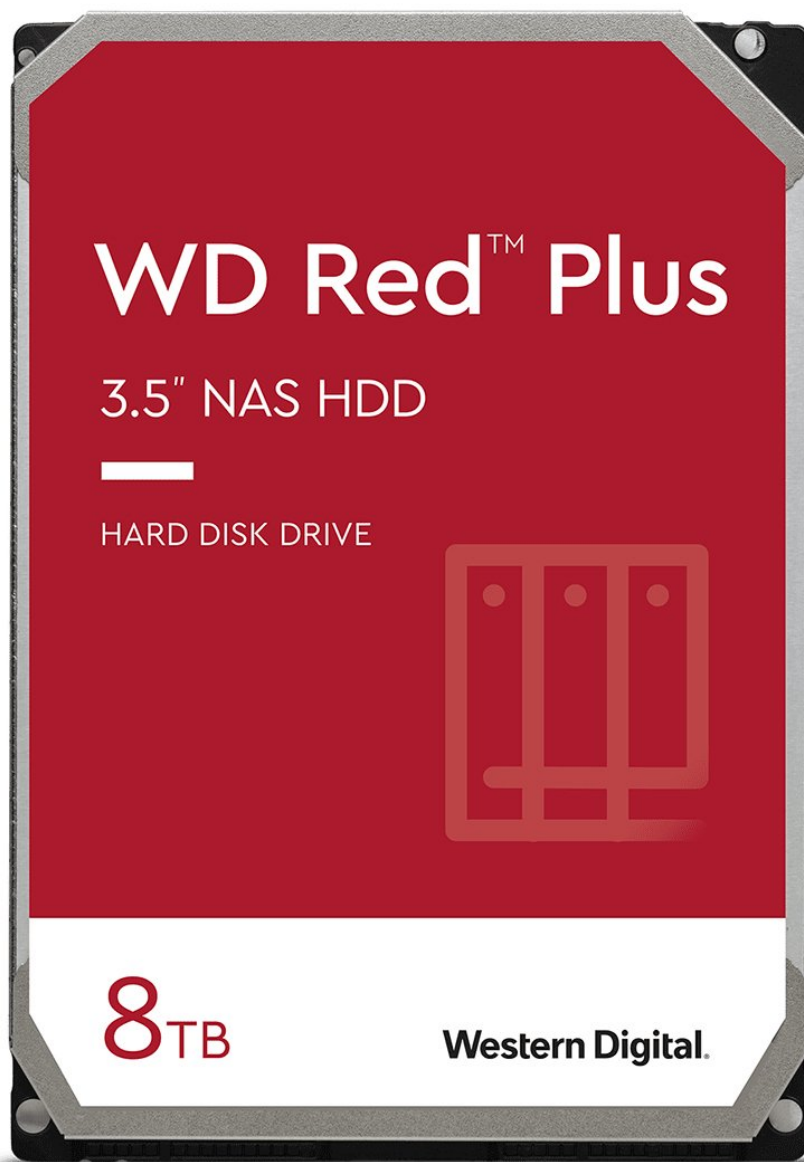 WD Red™ Plus
3.5" NAS HDD
HARD DISK DRIVE
8TB
Western Digital.